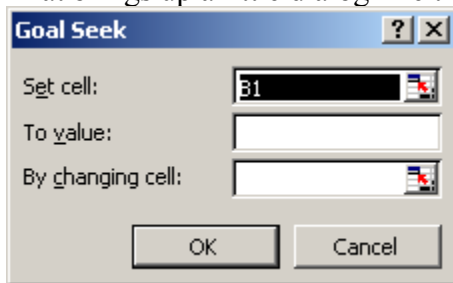 Goal Seek
Set cell: B1
To value:
By changing cell:
OK Cancel